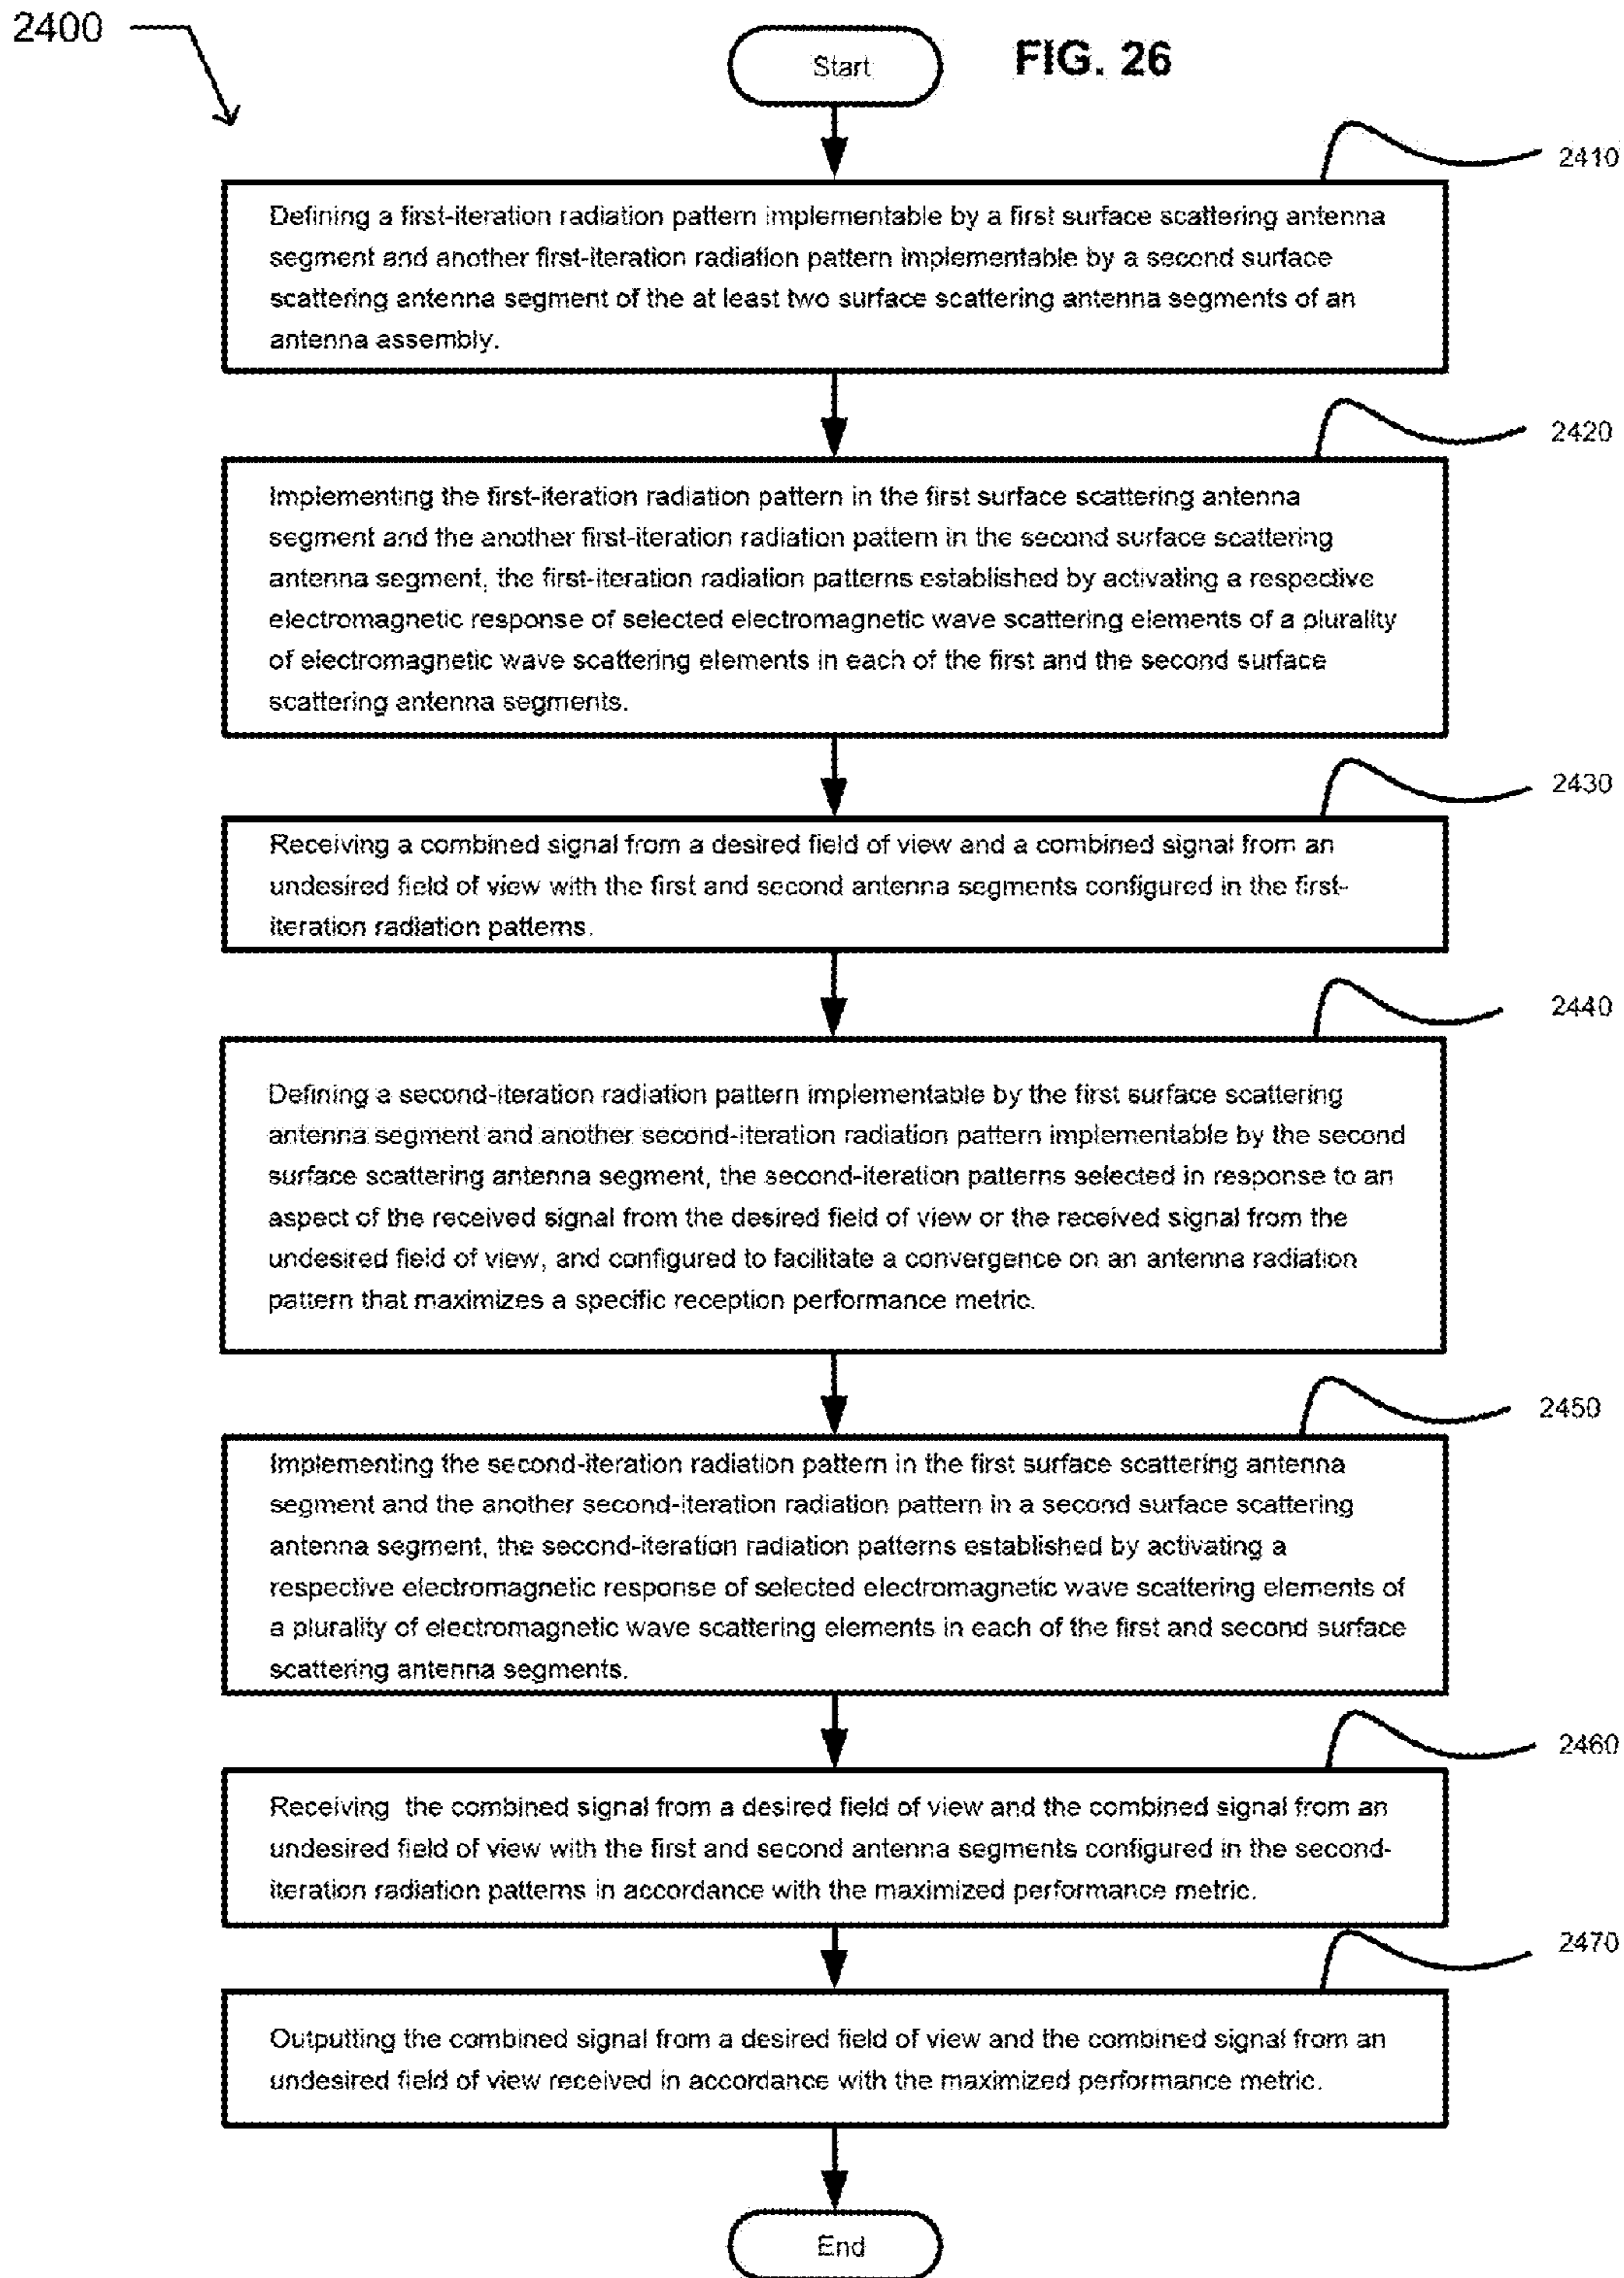 2400
Start
FIG. 26
2410
Defining a first-iteration radiation pattern implementable by a first surface scattering antenna
segment and another first-iteration radiation pattern implementable by a second surface
scattering antenna segment of the at least two surface scattering antenna segments of an
antenna assembly.
2420
Implementing the first-iteration radiation pattern in the first surface scattering antenna
segment and the another first-iteration radiation pattern in the second surface scattering
antenna segment, the first-iteration radiation patterns established by activating a respective
electromagnetic response of selected electromagnetic wave scattering elements of a plurality
of electromagnetic wave scattering elements in each of the first and the second surface
scattering antenna segments.
2430
Receiving a combined signal from a desired field of view and a combined signal from an
undesired field of view with the first and second antenna segments configured in the first-
iteration radiation patterns.
2440
Defining a second-iteration radiation pattern implementable by the first surface scattering
antenna segment and another second-iteration radiation pattern implementable by the second
surface scattering antenna segment, the second-iteration patterns selected in response to an
aspect of the received signal from the desired field of view or the received signal from the
undesired field of view, and configured to facilitate a convergence on an antenna radiation
pattern that maximizes a specific reception performance metric.
2450
Implementing the second-iteration radiation pattern in the first surface scattering antenna
segment and the another second-iteration radiation pattern in a second surface scattering
antenna segment, the second-iteration radiation patterns established by activating a
respective electromagnetic response of selected electromagnetic wave scattering elements of
a plurality of electromagnetic wave scattering elements in each of the first and second surface
scattering antenna segments.
2460
Receiving the combined signal from a desired field of view and the combined signal from an
undesired field of view with the first and second antenna segments configured in the second-
iteration radiation patterns in accordance with the maximized performance metric.
2470
Outputting the combined signal from a desired field of view and the combined signal from an
undesired field of view received in accordance with the maximized performance metric.
End